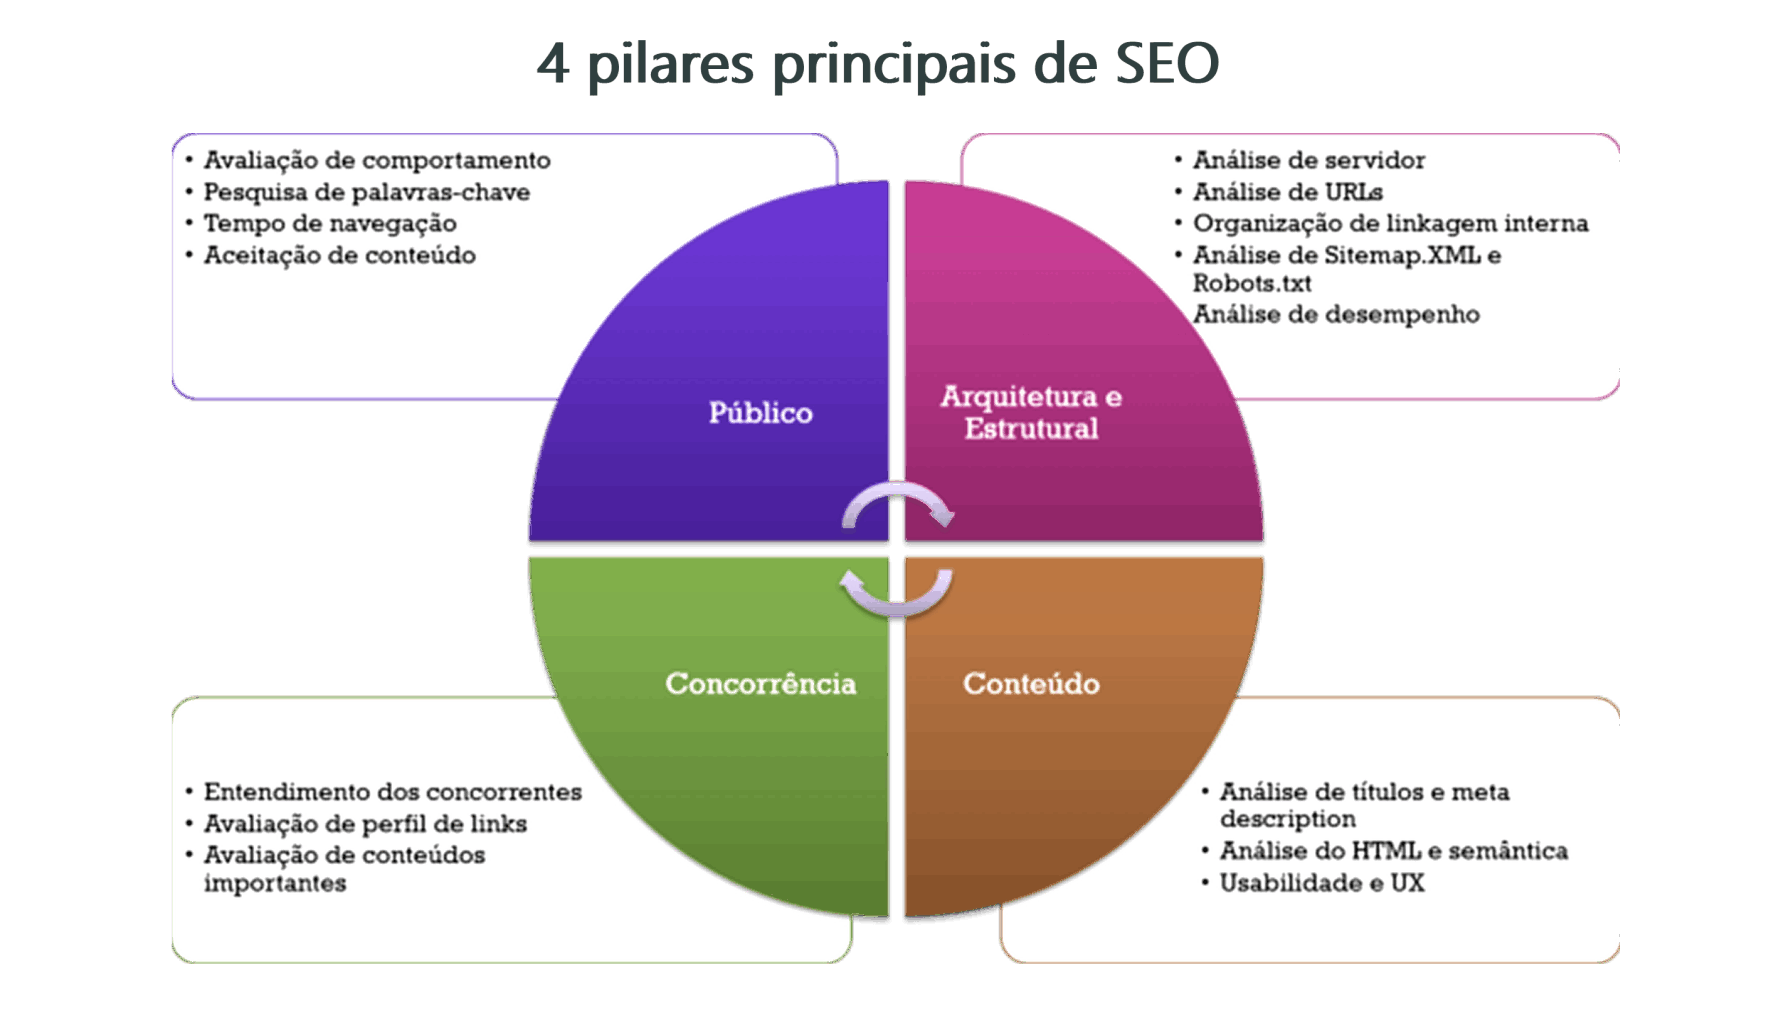 4 pilares principais de SEO
• Avaliação de comportamento
• Pesquisa de palavras-chave
• Tempo de navegação
• Aceitação de conteúdo
• Análise de servidor
• Análise de URLs
• Organização de linkagem interna
• Análise de Sitemap.XML e
Robots.txt
Análise de desempenho
Público
Arquitetura e
Estrutural
Concorrência
Conteúdo
• Entendimento dos concorrentes
• Avaliação de perfil de links
• Avaliação de conteúdos
importantes
• Análise de títulos e meta
description
• Análise do HTML e semântica
• Usabilidade e UX